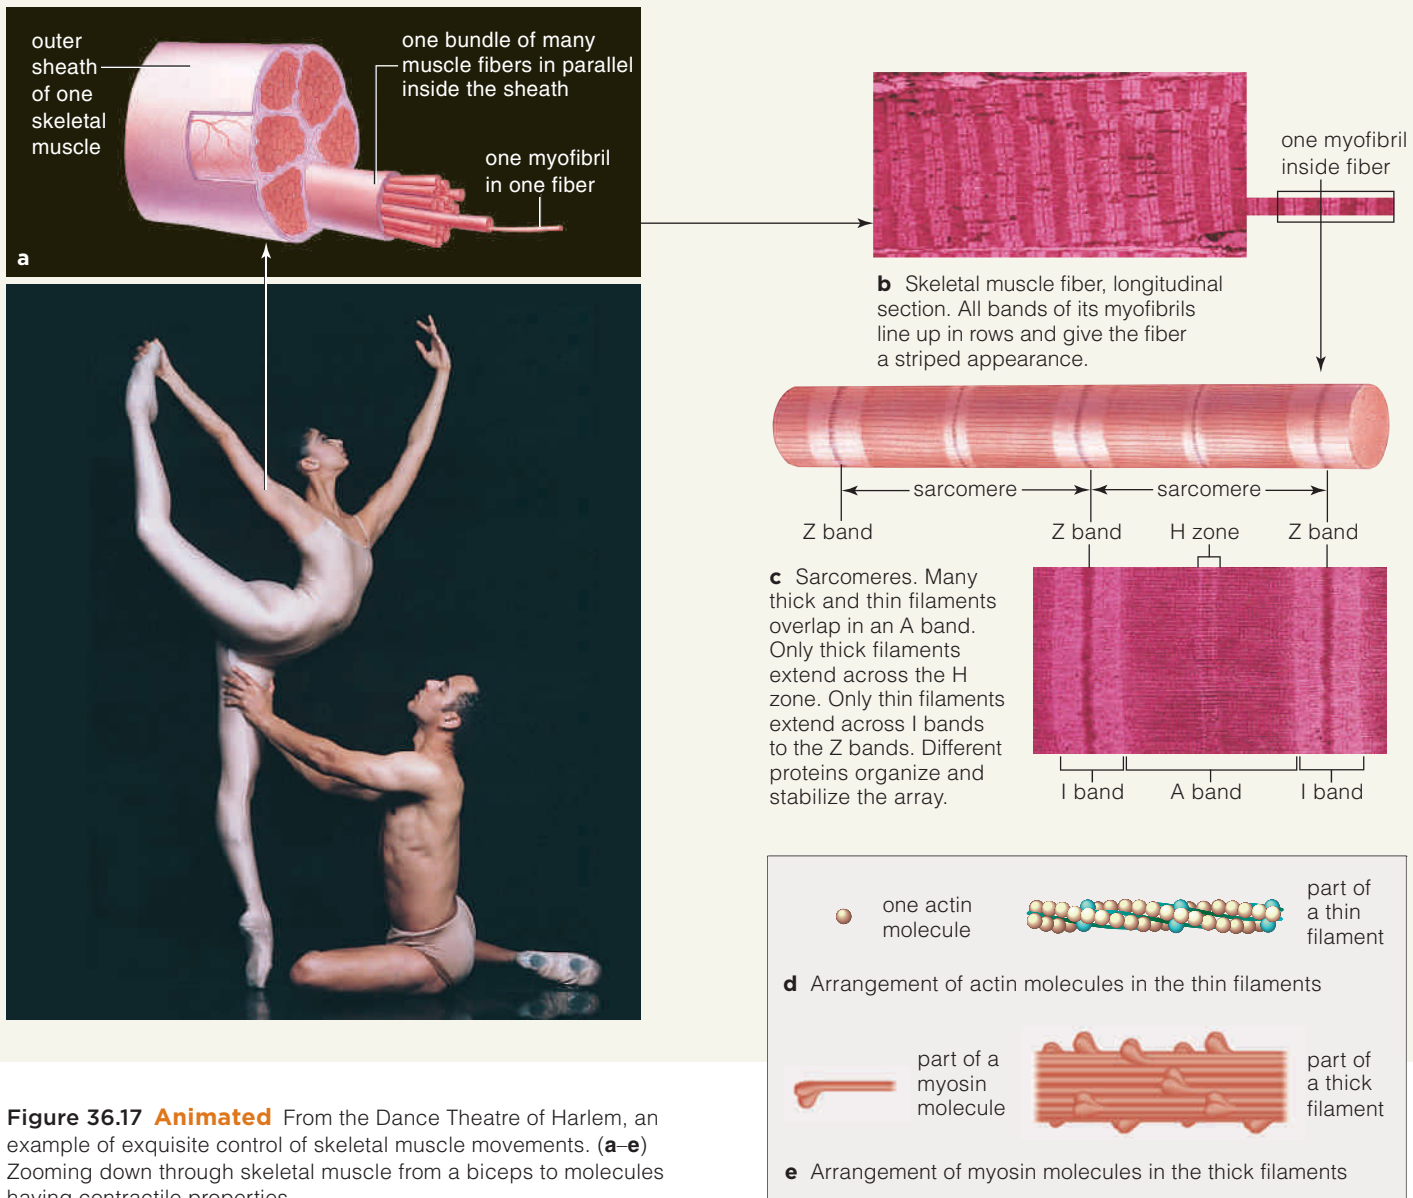 outer
sheath
of one
skeletal
muscle
one bundle of many
muscle fibers in parallel
inside the sheath
one myofibril
in one fiber
a
one myofibril
inside fiber
b Skeletal muscle fiber, longitudinal
section. All bands of its myofibrils
line up in rows and give the fiber
a striped appearance.
sarcomere sarcomere
Z band Z band H zone Z band
c Sarcomeres. Many
thick and thin filaments
overlap in an A band.
Only thick filaments
extend across the H
zone. Only thin filaments
extend across I bands
to the Z bands. Different
proteins organize and
stabilize the array.
I band A band I band
one actin
molecule
part of
a thin
filament
d Arrangement of actin molecules in the thin filaments
part of a
myosin
molecule
part of
a thick
filament
e Arrangement of myosin molecules in the thick filaments
Figure 36.17 Animated From the Dance Theatre of Harlem, an
example of exquisite control of skeletal muscle movements. (a–e)
Zooming down through skeletal muscle from a biceps to molecules
having contractile properties